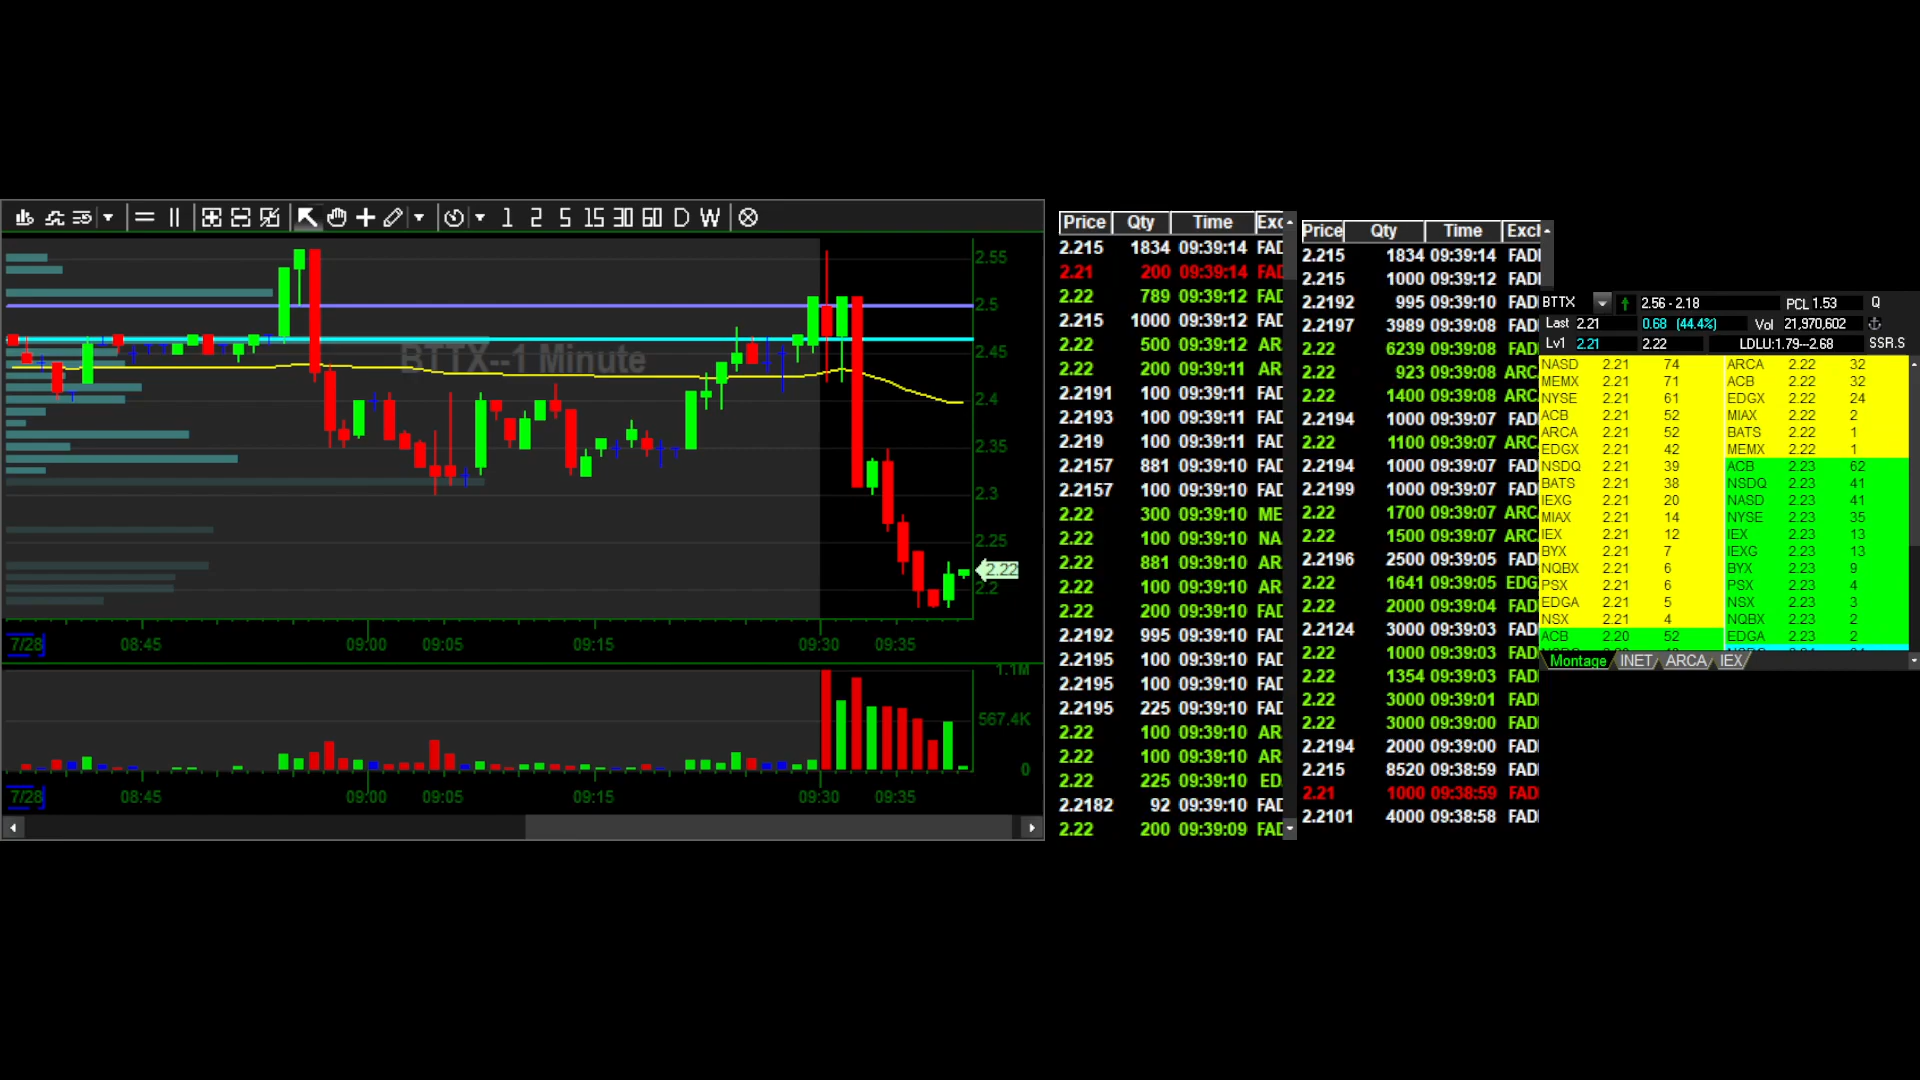 1 2 5 15 30 60 D W
BTTX--1 Minute
2.55
2.5
2.45
2.4
2.35
2.3
2.25
2.22
2.2
7/28 08:45 09:00 09:05 09:15 09:30 09:35
1.1M
567.4K
0
7/28 08:45 09:00 09:05 09:15 09:30 09:35
Price Qty Time Exc
2.215 1834 09:39:14 FAD
2.21 200 09:39:14 FAD
2.22 789 09:39:12 FAD
2.215 1000 09:39:12 FAD
2.22 500 09:39:12 AR
2.22 200 09:39:11 AR
2.2191 100 09:39:11 FAD
2.2193 100 09:39:11 FAD
2.219 100 09:39:11 FAD
2.2157 881 09:39:10 FAD
2.2157 100 09:39:10 FAD
2.22 300 09:39:10 ME
2.22 100 09:39:10 NA
2.22 881 09:39:10 AR
2.22 100 09:39:10 AR
2.22 200 09:39:10 FAD
2.2192 995 09:39:10 FAD
2.2195 100 09:39:10 FAD
2.2195 100 09:39:10 FAD
2.2195 225 09:39:10 FAD
2.22 100 09:39:10 AR
2.22 100 09:39:10 AR
2.22 225 09:39:10 ED
2.2182 92 09:39:10 FAD
2.22 200 09:39:09 FAD
Price Qty Time Excl
2.215 1834 09:39:14 FAD
2.215 1000 09:39:12 FAD
2.2192 995 09:39:10 FAD
2.2197 3989 09:39:08 FAD
2.22 6239 09:39:08 FAD
2.22 923 09:39:08 ARC
2.22 1400 09:39:08 ARC
2.2194 1000 09:39:07 FAD
2.22 1100 09:39:07 ARC
2.2194 1000 09:39:07 FAD
2.2199 1000 09:39:07 FAD
2.22 1700 09:39:07 ARC
2.22 1500 09:39:07 ARC
2.2196 2500 09:39:05 FAD
2.22 1641 09:39:05 EDG
2.22 2000 09:39:04 FAD
2.2124 3000 09:39:03 FAD
2.22 1000 09:39:03 FAD
2.22 1354 09:39:03 FAD
2.22 3000 09:39:01 FAD
2.22 3000 09:39:00 FAD
2.2194 2000 09:39:00 FAD
2.215 8520 09:38:59 FAD
2.21 1000 09:38:59 FAD
2.2101 4000 09:38:58 FAD
BTTX 2.56 - 2.18 PCL 1.53 Q
Last 2.21 0.68 (44.4%) Vol 21,970,602
Lv1 2.21 2.22 LDLU:1.79--2.68 SSR.S
NASD 2.21 74 ARCA 2.22 32
MEMX 2.21 71 ACB 2.22 32
NYSE 2.21 61 EDGX 2.22 24
ACB 2.21 52 MIAX 2.22 2
ARCA 2.21 52 BATS 2.22 1
EDGX 2.21 42 MEMX 2.22 1
NSDQ 2.21 39 ACB 2.23 62
BATS 2.21 38 NSDQ 2.23 41
IEXG 2.21 20 NASD 2.23 41
MIAX 2.21 14 NYSE 2.23 35
IEX 2.21 12 IEX 2.23 13
BYX 2.21 7 IEXG 2.23 13
NQBX 2.21 6 BYX 2.23 9
PSX 2.21 6 PSX 2.23 4
EDGA 2.21 5 NSX 2.23 3
NSX 2.21 4 NQBX 2.23 2
ACB 2.20 52 EDGA 2.23 2
Montage INET ARCA IEX